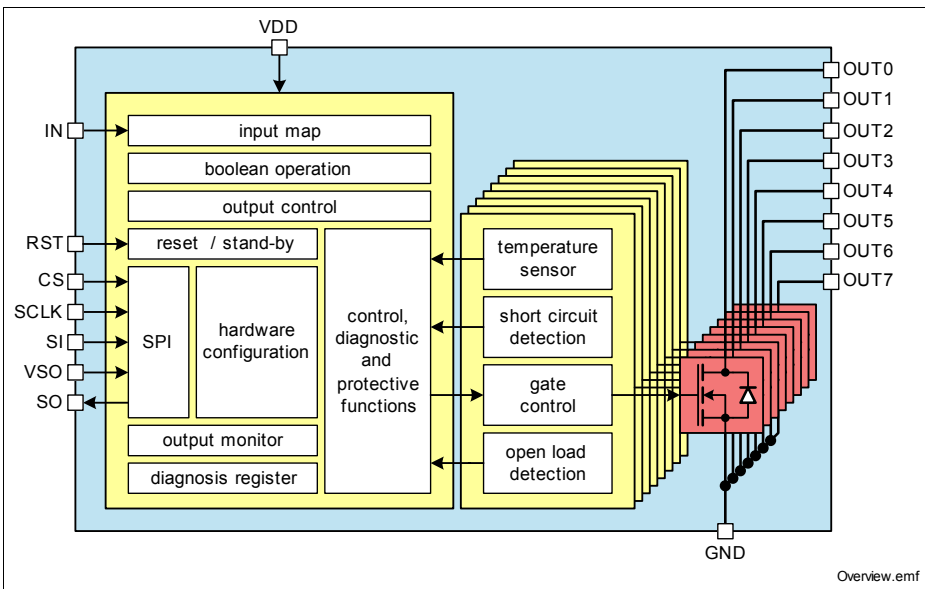 VDD
OUT0
OUT1
OUT2
OUT3
OUT4
OUT5
OUT6
OUT7
IN
RST
CS
SCLK
SI
VSO
SO
input map
boolean operation
output control
reset / stand-by
SPI
hardware
configuration
control,
diagnostic
and
protective
functions
output monitor
diagnosis register
temperature
sensor
short circuit
detection
gate
control
open load
detection
GND
Overview.emf